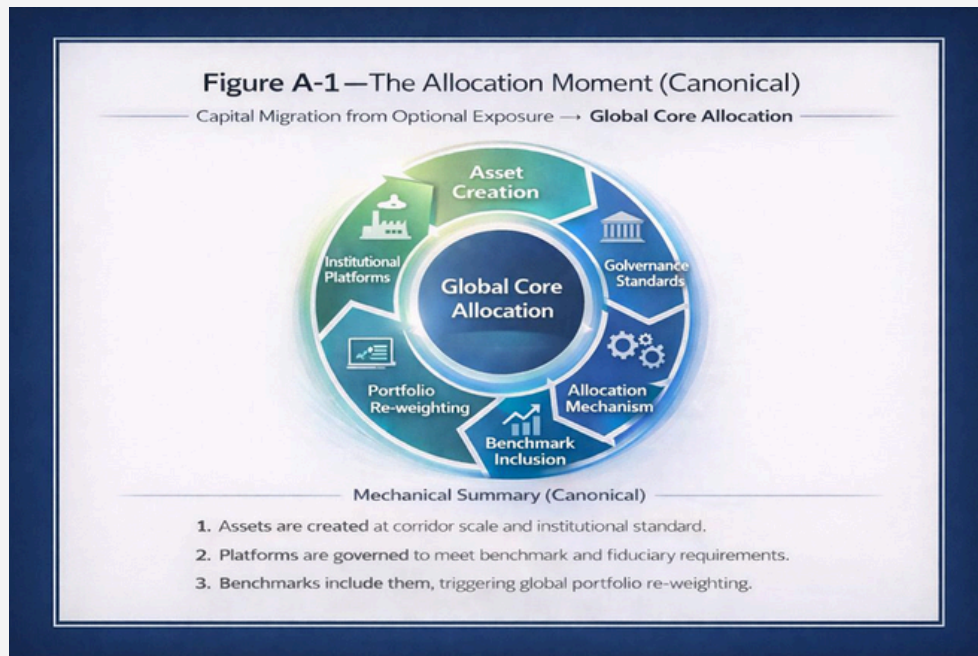 Figure A-1—The Allocation Moment (Canonical)
Capital Migration from Optional Exposure → Global Core Allocation
Asset
Creation
Golvernance
Standards
Allocation
Mechanism
Benchmark
Inclusion
Portfolio
Re-weighting
Institutional
Platforms
Global Core
Allocation
Mechanical Summary (Canonical)
1. Assets are created at corridor scale and institutional standard.
2. Platforms are governed to meet benchmark and fiduciary requirements.
3. Benchmarks include them, triggering global portfolio re-weighting.